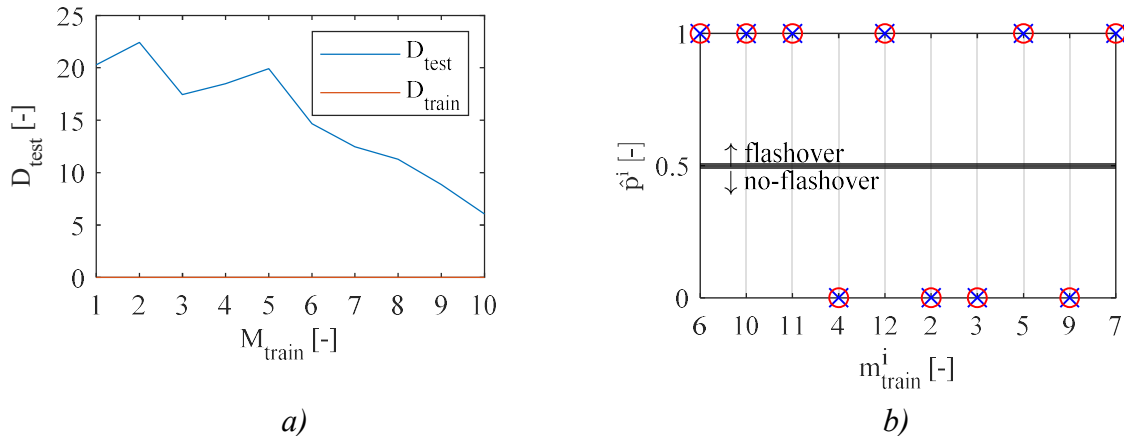 25
20
15
10
5
0
D_test [-]
D_test
D_train
1 2 3 4 5 6 7 8 9 10
M_train [-]
a)
1
0.5
0
p̂^i [-]
↑ flashover
↓ no-flashover
6 10 11 4 12 2 3 5 9 7
m^i_train [-]
b)